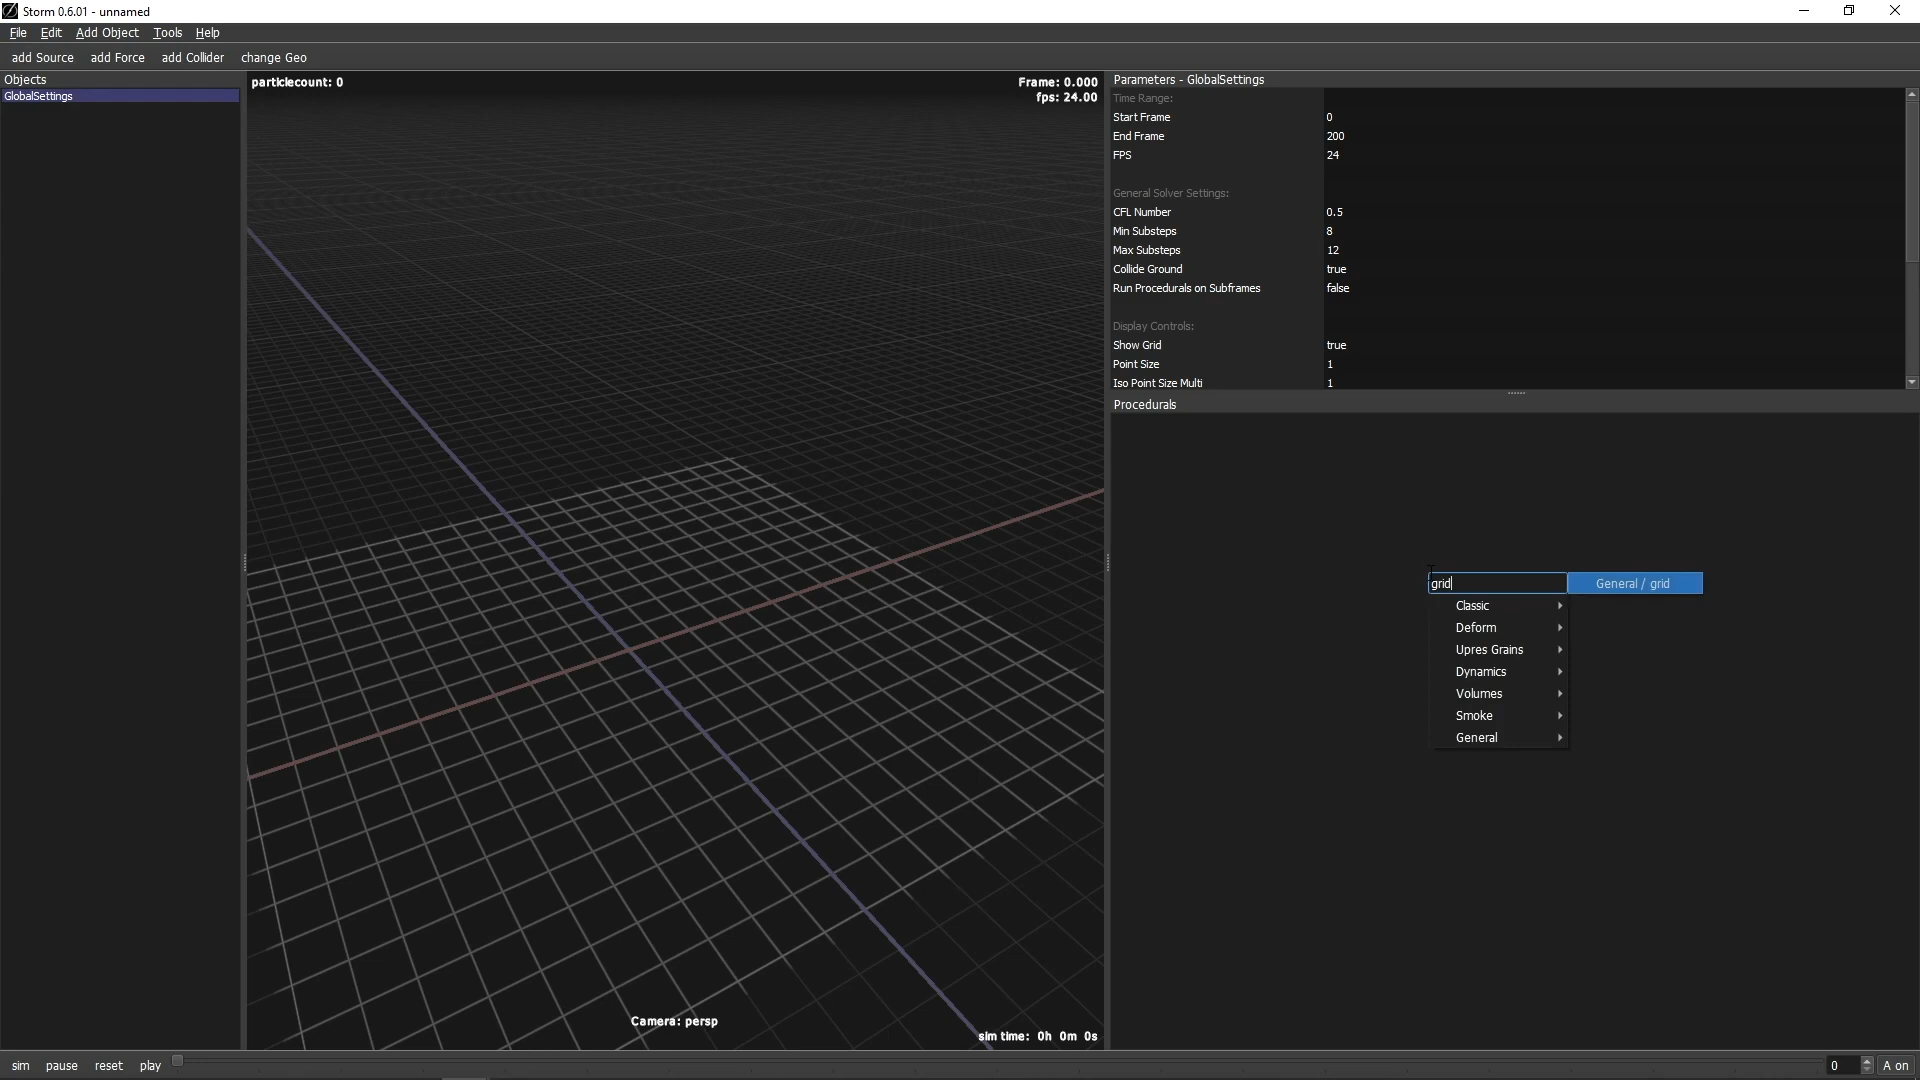 Storm 0.6.01 - unnamed
File Edit Add Object Tools Help
add Source add Force add Collider change Geo
Objects
GlobalSettings
particlecount: 0
Frame: 0.000
fps: 24.00
Camera: persp
sim time: 0h 0m 0s
Parameters - GlobalSettings
Time Range:
Start Frame 0
End Frame 200
FPS 24
General Solver Settings:
CFL Number 0.5
Min Substeps 8
Max Substeps 12
Collide Ground true
Run Procedurals on Subframes false
Display Controls:
Show Grid true
Point Size 1
Iso Point Size Multi 1
Procedurals
grid General / grid
Classic
Deform
Upres Grains
Dynamics
Volumes
Smoke
General
sim pause reset play 0 A on